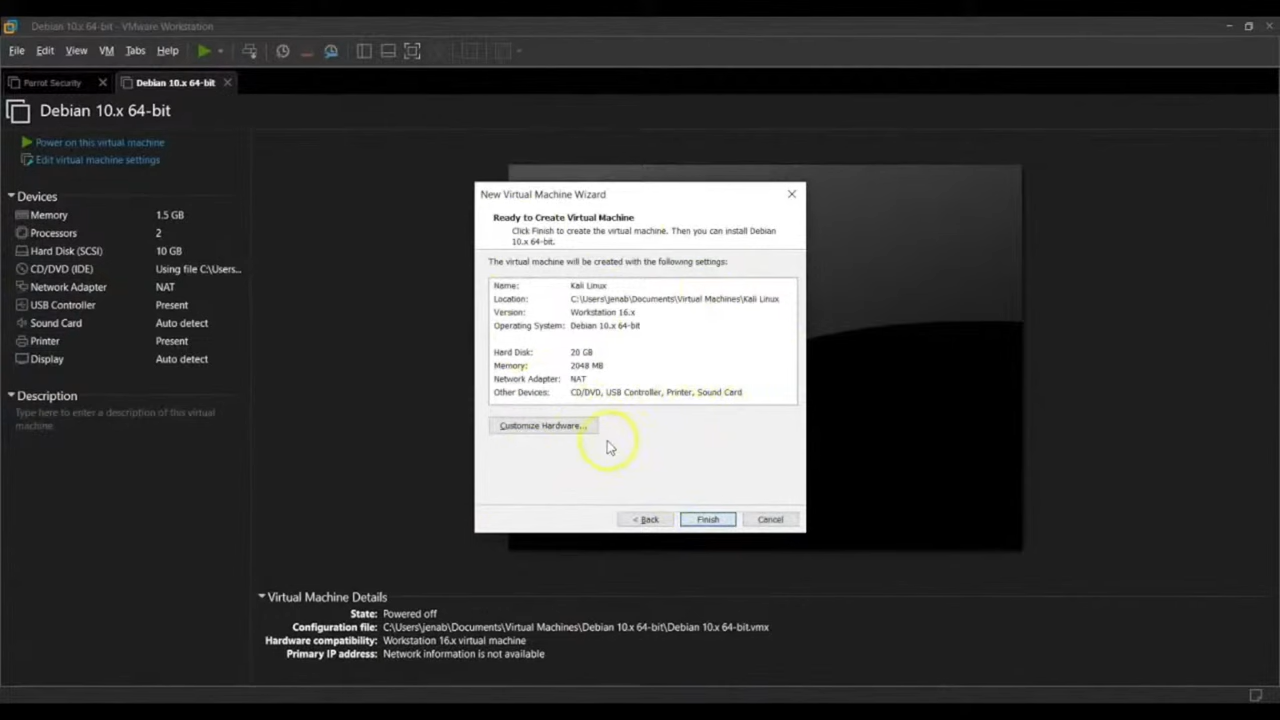 Debian 10.x 64-bit - VMware Workstation
File Edit View VM Tabs Help
Parrot Security
Debian 10.x 64-bit
Debian 10.x 64-bit
Power on this virtual machine
Edit virtual machine settings
Devices
Memory 1.5 GB
Processors 2
Hard Disk (SCSI) 10 GB
CD/DVD (IDE) Using file C:\Users...
Network Adapter NAT
USB Controller Present
Sound Card Auto detect
Printer Present
Display Auto detect
Description
Type here to enter a description of this virtual
machine.
New Virtual Machine Wizard
Ready to Create Virtual Machine
Click Finish to create the virtual machine. Then you can install Debian
10.x 64-bit.
The virtual machine will be created with the following settings:
Name: Kali Linux
Location: C:\Users\jenab\Documents\Virtual Machines\Kali Linux
Version: Workstation 16.x
Operating System: Debian 10.x 64-bit
Hard Disk: 20 GB
Memory: 2048 MB
Network Adapter: NAT
Other Devices: CD/DVD, USB Controller, Printer, Sound Card
Customize Hardware...
< Back Finish Cancel
Virtual Machine Details
State: Powered off
Configuration file: C:\Users\jenab\Documents\Virtual Machines\Debian 10.x 64-bit\Debian 10.x 64-bit.vmx
Hardware compatibility: Workstation 16.x virtual machine
Primary IP address: Network information is not available